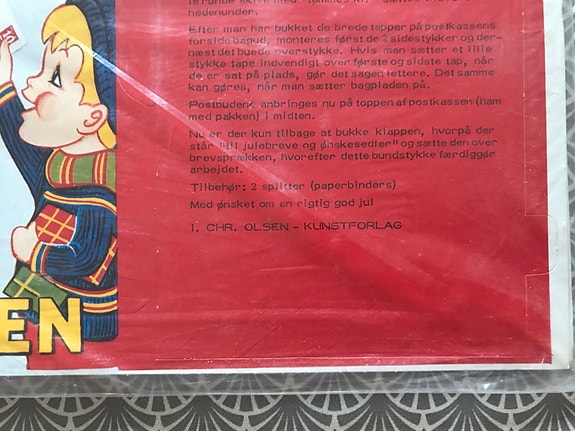 nedenunder.
Efter man har bukket de brede tapper på postkassens
forside bagud, monteres først de 2 sidestykker og der-
næst det buede overstykke. Hvis man sætter et lille
stykke tape indvendigt over første og sidste tap, når
de er sat på plads, gør det sagen lettere. Det samme
kan gøres, når man sætter bagpladen på.
Postbudene anbringes nu på toppen af postkassen (ham
med pakken) i midten.
Nu er der kun tilbage at bukke klappen, hvorpå der
står "til julebreve og ønskesedler" og sætte den over
brevsprækken, hvorefter dette bundstykke færdiggør
arbejdet.
Tilbehør: 2 splitter (paperbinders)
Med ønsket om en rigtig god jul
I. CHR. OLSEN - KUNSTFORLAG
EN